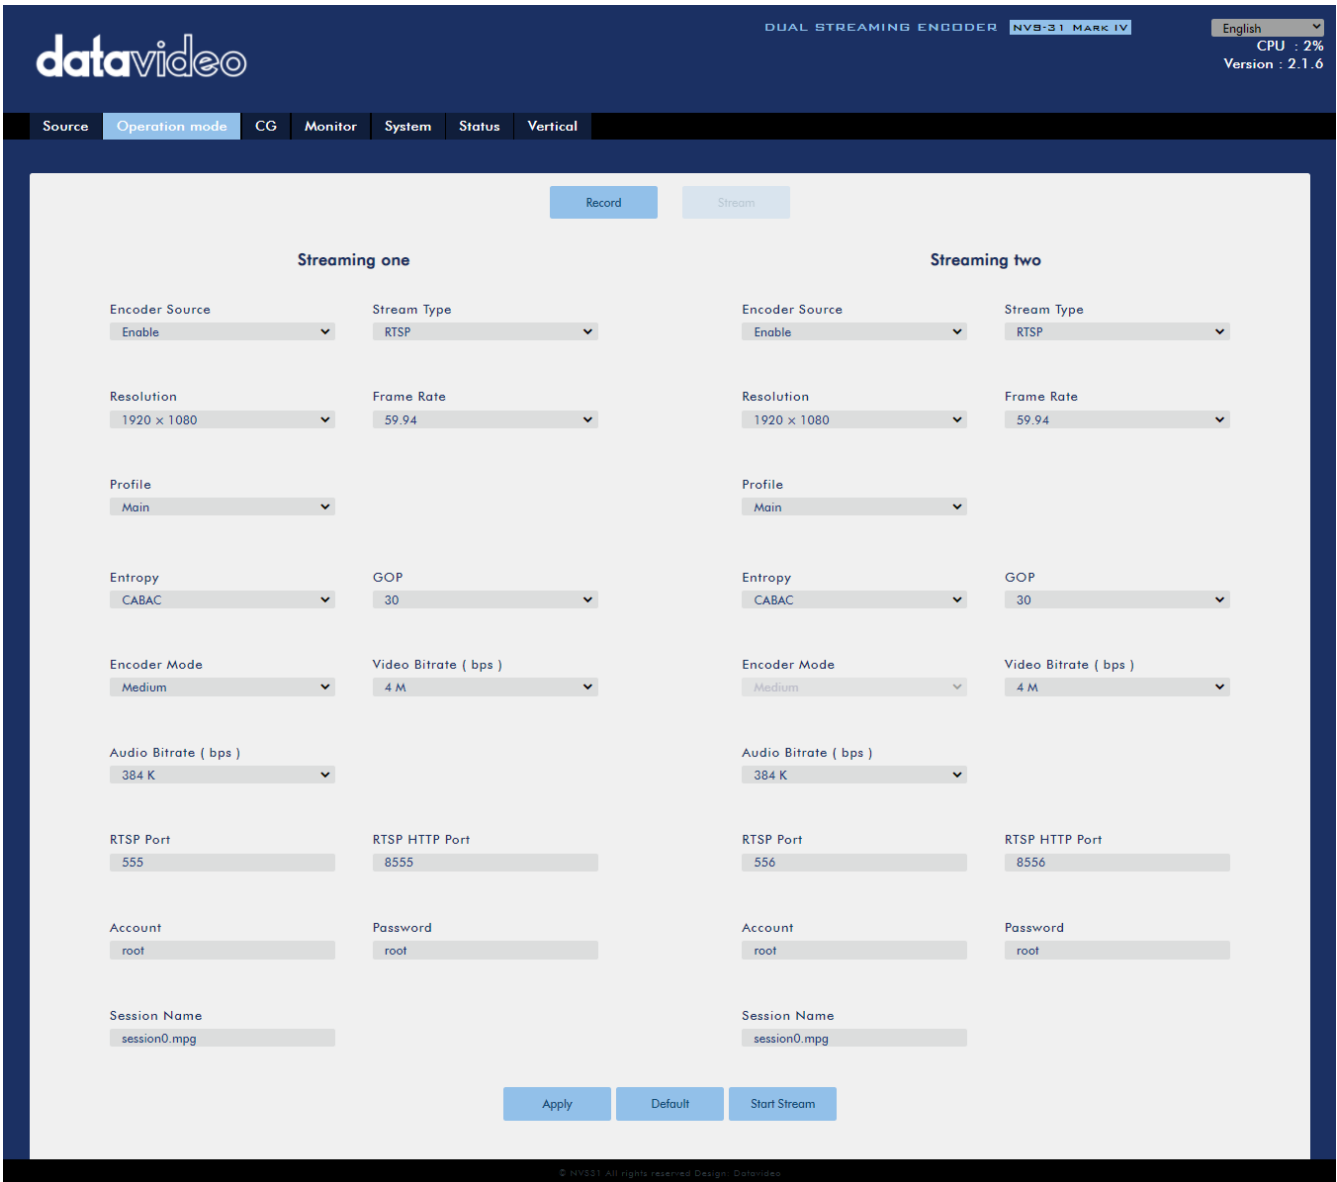 DUAL STREAMING ENCODER NVS-31 MARK IV
English
CPU : 2%
Version : 2.1.6
datavideo
Source Operation mode CG Monitor System Status Vertical
Record Stream
Streaming one Streaming two
Encoder Source Stream Type Encoder Source Stream Type
Enable RTSP Enable RTSP
Resolution Frame Rate Resolution Frame Rate
1920 × 1080 59.94 1920 × 1080 59.94
Profile Profile
Main Main
Entropy GOP Entropy GOP
CABAC 30 CABAC 30
Encoder Mode Video Bitrate ( bps ) Encoder Mode Video Bitrate ( bps )
Medium 4 M Medium 4 M
Audio Bitrate ( bps ) Audio Bitrate ( bps )
384 K 384 K
RTSP Port RTSP HTTP Port RTSP Port RTSP HTTP Port
555 8555 556 8556
Account Password Account Password
root root root root
Session Name Session Name
session0.mpg session0.mpg
Apply Default Start Stream
© NVS31 All rights reserved Design. Datavideo